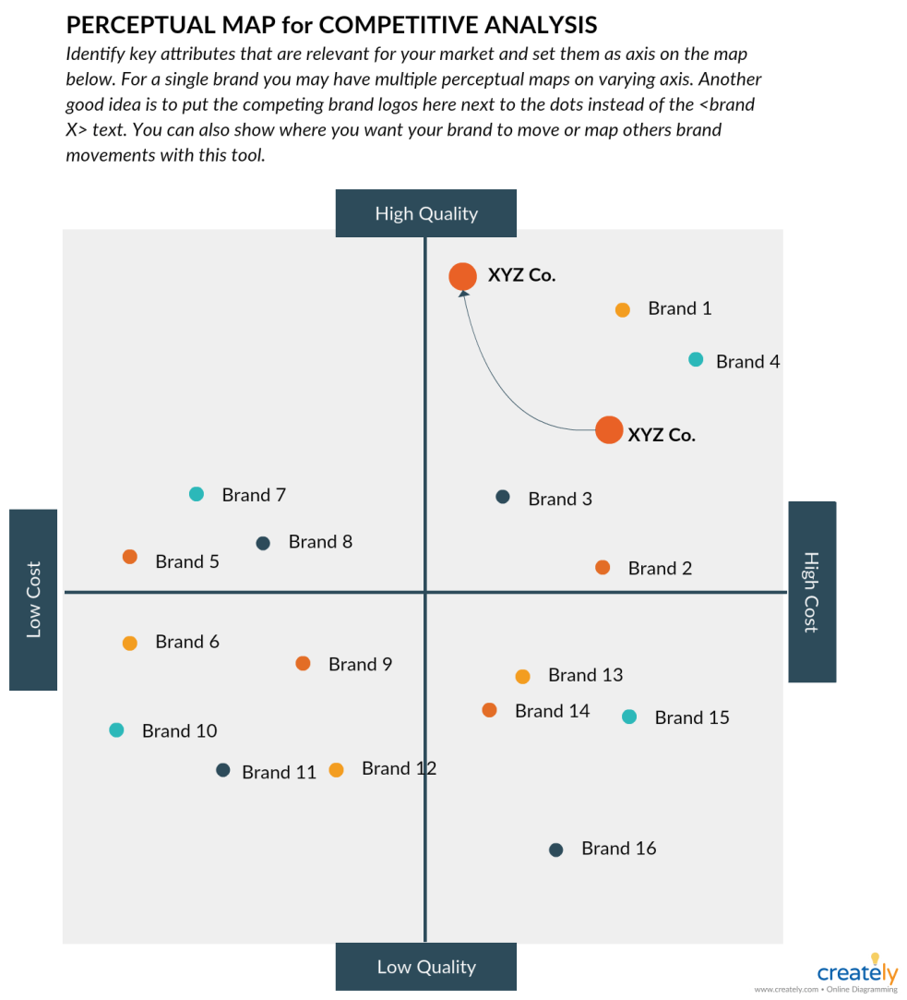 PERCEPTUAL MAP for COMPETITIVE ANALYSIS
Identify key attributes that are relevant for your market and set them as axis on the map
below. For a single brand you may have multiple perceptual maps on varying axis. Another
good idea is to put the competing brand logos here next to the dots instead of the <brand
X> text. You can also show where you want your brand to move or map others brand
movements with this tool.
High Quality
XYZ Co.
Brand 1
Brand 4
XYZ Co.
Brand 7
Brand 3
Brand 8
Brand 5
Brand 2
Low Cost
High Cost
Brand 6
Brand 9
Brand 13
Brand 14
Brand 15
Brand 10
Brand 11
Brand 12
Brand 16
Low Quality
creately
www.creately.com • Online Diagramming